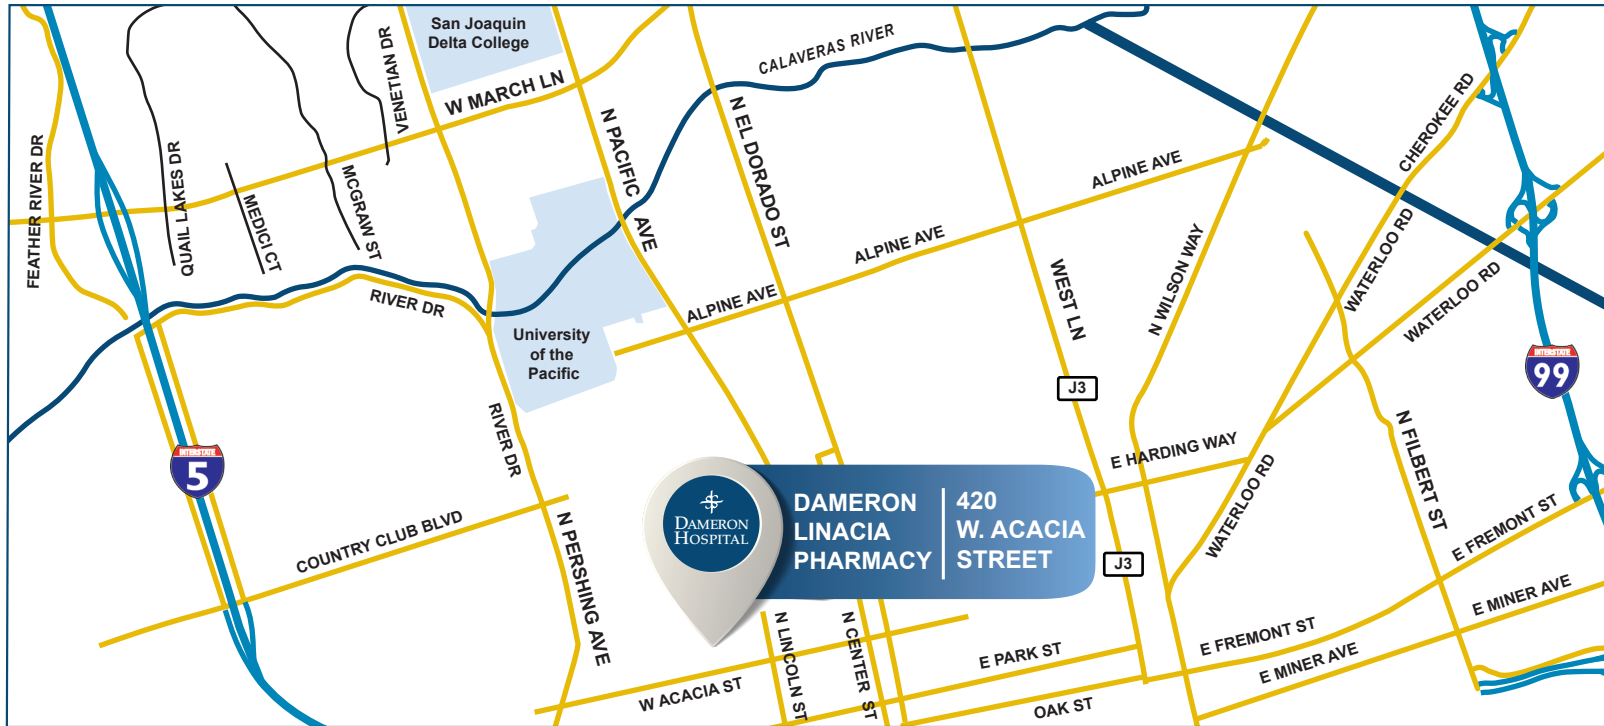 San Joaquin
Delta College
VENETIAN DR
W MARCH LN
CALAVERAS RIVER
FEATHER RIVER DR
QUAIL LAKES DR
MEDICI CT
MCGRAW ST
N PACIFIC
AVE
N EL DORADO ST
ALPINE AVE
ALPINE AVE
ALPINE AVE
CHEROKEE RD
WATERLOO RD
WATERLOO RD
N WILSON WAY
WEST LN
RIVER DR
University
of the
Pacific
RIVER DR
J3
INTERSTATE
99
INTERSTATE
5
E HARDING WAY
WATERLOO RD
N FILBERT ST
E FREMONT ST
COUNTRY CLUB BLVD
N PERSHING AVE
DAMERON
HOSPITAL
DAMERON
LINACIA
PHARMACY
420
W. ACACIA
STREET
J3
N LINCOLN ST
N CENTER ST
W ACACIA ST
E PARK ST
OAK ST
E FREMONT ST
E MINER AVE
E MINER AVE